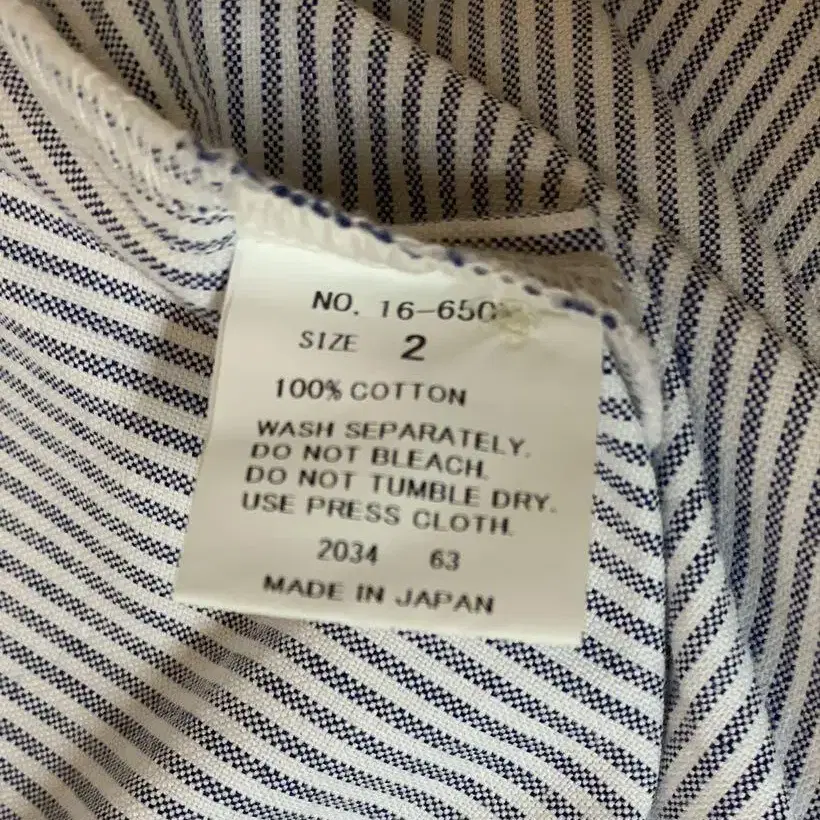 NO. 16-650
SIZE 2
100% COTTON
WASH SEPARATELY.
DO NOT BLEACH.
DO NOT TUMBLE DRY.
USE PRESS CLOTH.
2034 63
MADE IN JAPAN